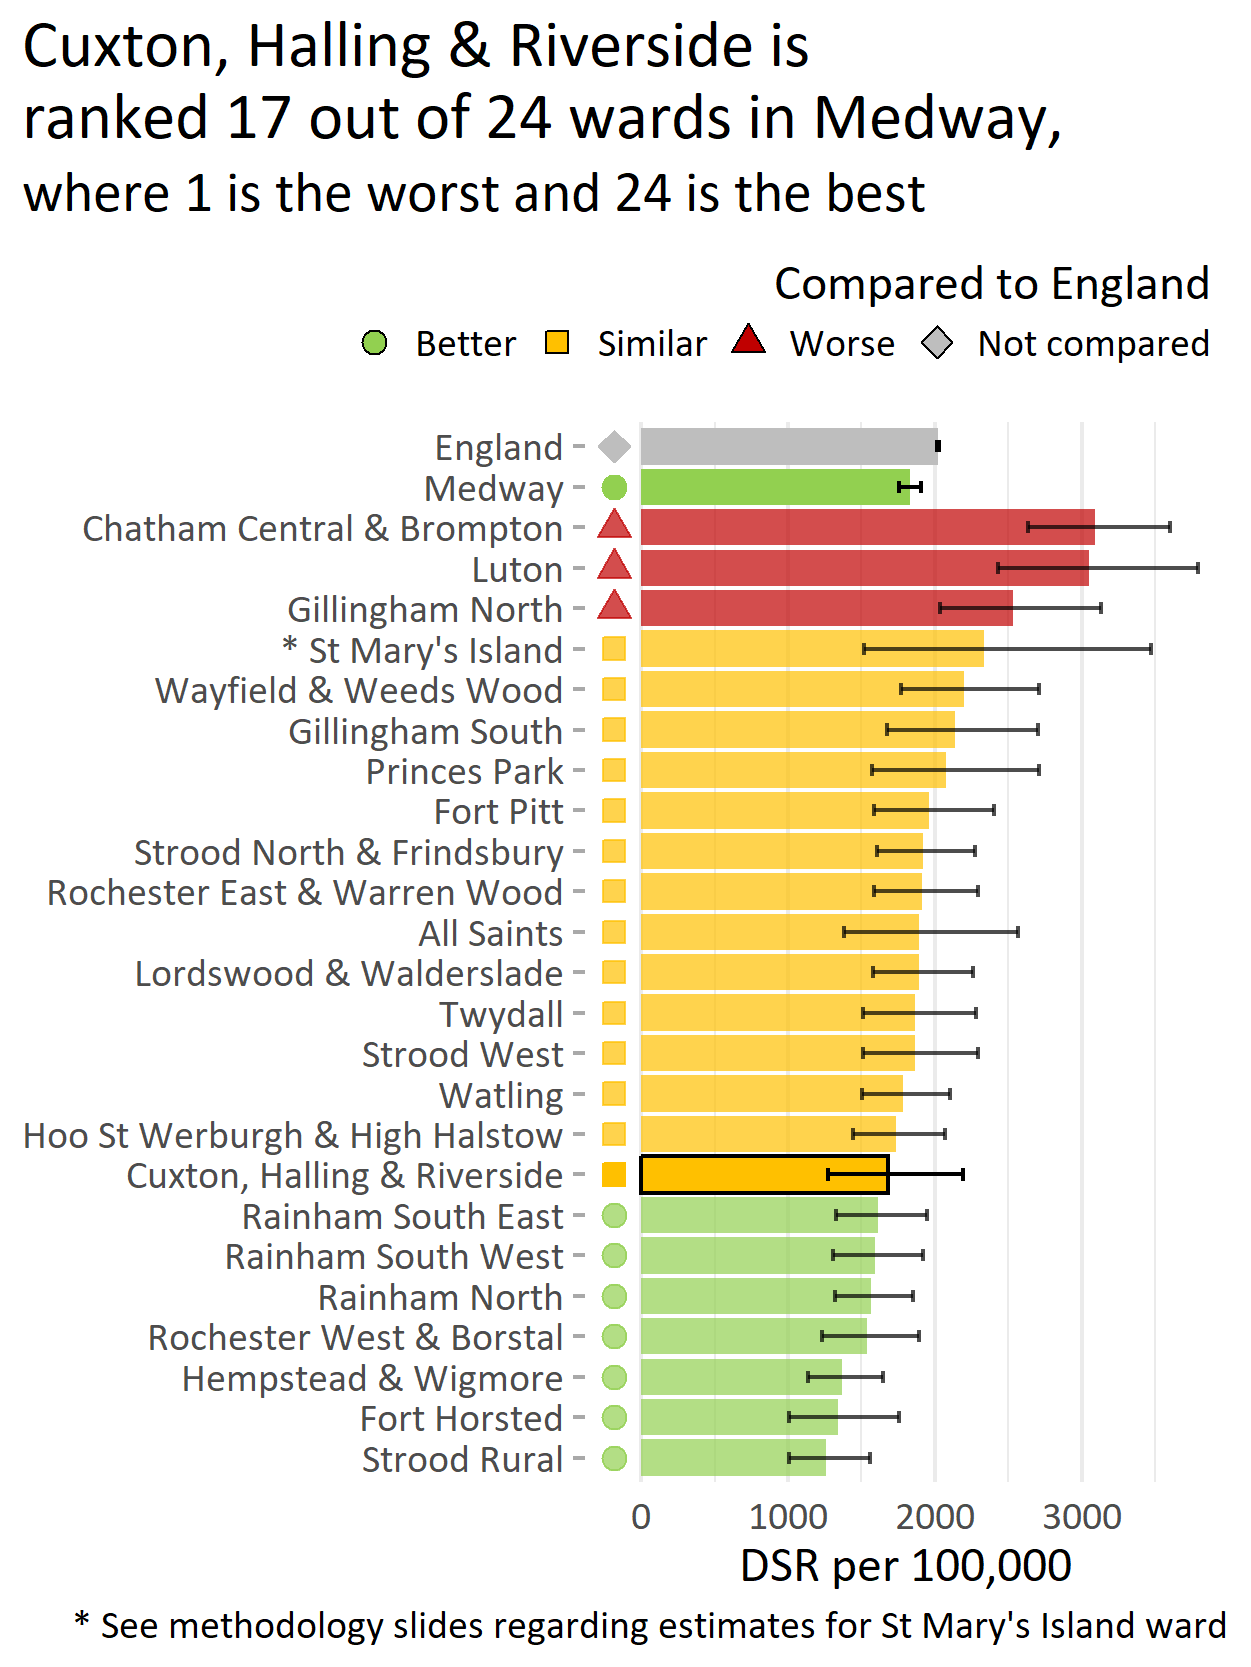 Cuxton, Halling & Riverside is
ranked 17 out of 24 wards in Medway,
where 1 is the worst and 24 is the best
Compared to England
Better Similar Worse Not compared
England
Medway
Chatham Central & Brompton
Luton
Gillingham North
* St Mary's Island
Wayfield & Weeds Wood
Gillingham South
Princes Park
Fort Pitt
Strood North & Frindsbury
Rochester East & Warren Wood
All Saints
Lordswood & Walderslade
Twydall
Strood West
Watling
Hoo St Werburgh & High Halstow
Cuxton, Halling & Riverside
Rainham South East
Rainham South West
Rainham North
Rochester West & Borstal
Hempstead & Wigmore
Fort Horsted
Strood Rural
0 1000 2000 3000
DSR per 100,000
* See methodology slides regarding estimates for St Mary's Island ward